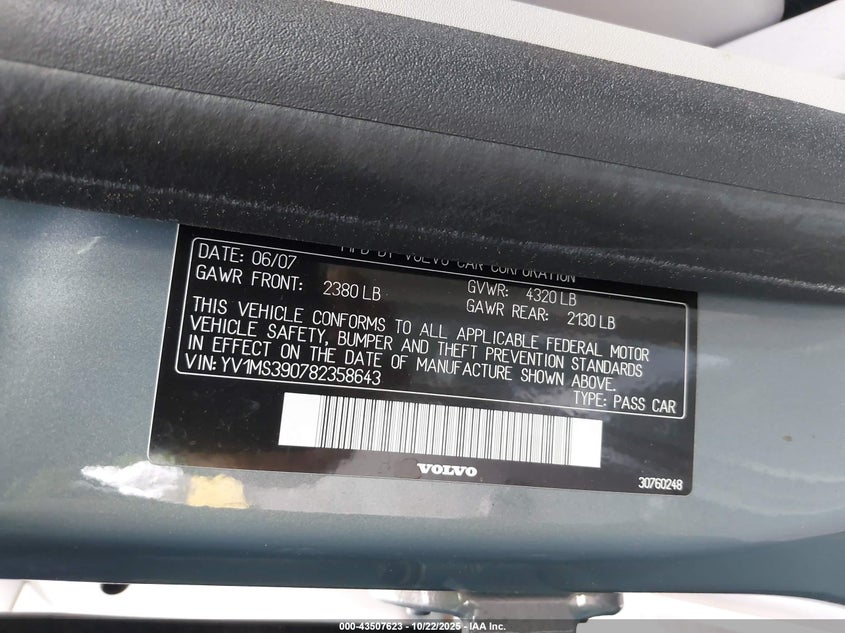 MFD BY VOLVO CAR CORPORATION
DATE: 06/07 GVWR: 4320 LB
GAWR FRONT: 2380 LB GAWR REAR: 2130 LB
THIS VEHICLE CONFORMS TO ALL APPLICABLE FEDERAL MOTOR
VEHICLE SAFETY, BUMPER AND THEFT PREVENTION STANDARDS
IN EFFECT ON THE DATE OF MANUFACTURE SHOWN ABOVE.
VIN: YV1MS390782358643
TYPE: PASS CAR
VOLVO
30760248
000-43507623 - 10/22/2025 - IAA Inc.